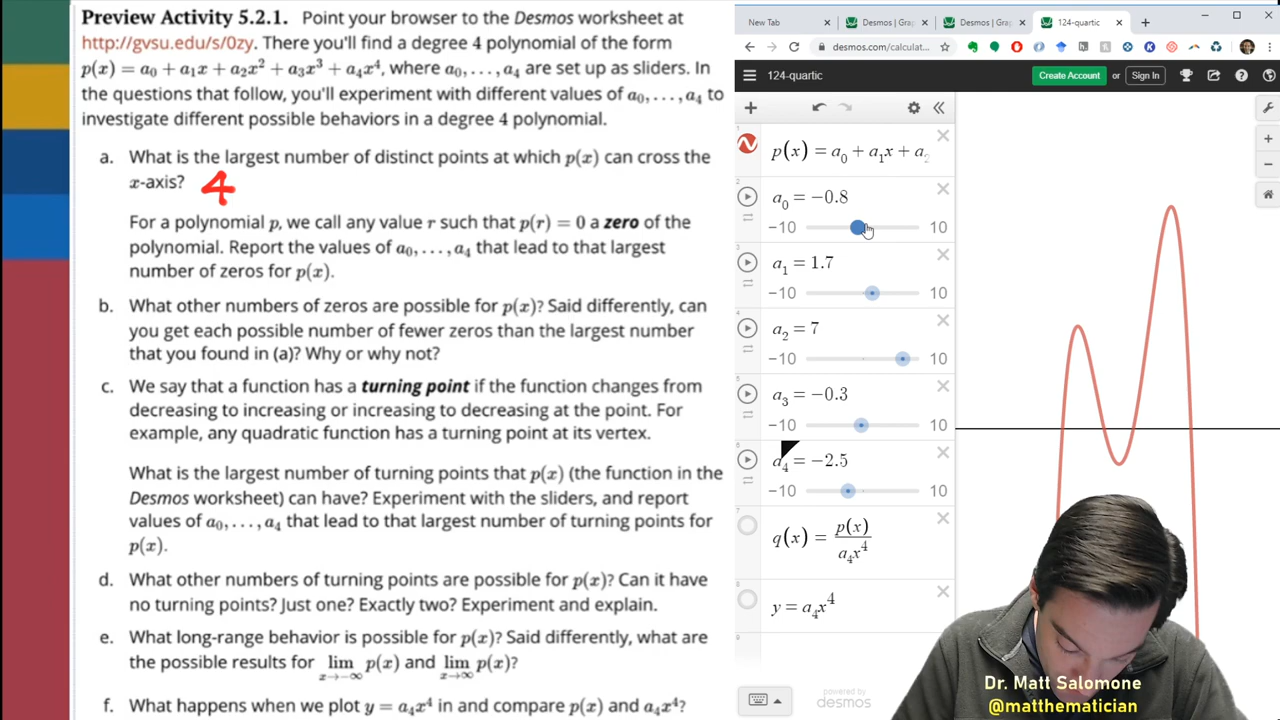 Preview Activity 5.2.1. Point your browser to the Desmos worksheet at
http://gvsu.edu/s/0zy. There you'll find a degree 4 polynomial of the form
p(x) = a₀ + a₁x + a₂x² + a₃x³ + a₄x⁴, where a₀, . . . , a₄ are set up as sliders. In
the questions that follow, you'll experiment with different values of a₀, . . . , a₄ to
investigate different possible behaviors in a degree 4 polynomial.
a. What is the largest number of distinct points at which p(x) can cross the
x-axis? 4
For a polynomial p, we call any value r such that p(r) = 0 a zero of the
polynomial. Report the values of a₀, . . . , a₄ that lead to that largest
number of zeros for p(x).
b. What other numbers of zeros are possible for p(x)? Said differently, can
you get each possible number of fewer zeros than the largest number
that you found in (a)? Why or why not?
c. We say that a function has a turning point if the function changes from
decreasing to increasing or increasing to decreasing at the point. For
example, any quadratic function has a turning point at its vertex.
What is the largest number of turning points that p(x) (the function in the
Desmos worksheet) can have? Experiment with the sliders, and report
values of a₀, . . . , a₄ that lead to that largest number of turning points for
p(x).
d. What other numbers of turning points are possible for p(x)? Can it have
no turning points? Just one? Exactly two? Experiment and explain.
e. What long-range behavior is possible for p(x)? Said differently, what are
the possible results for lim x→−∞ p(x) and lim x→∞ p(x)?
f. What happens when we plot y = a₄x⁴ in and compare p(x) and a₄x⁴?
New Tab
Desmos | Gra
Desmos | Gra
124-quartic
desmos.com/calculat
124-quartic
Create Account or Sign In
1
p(x) = a₀ + a₁x + a₂
2
a₀ = −0.8
−10 10
3
a₁ = 1.7
−10 10
4
a₂ = 7
−10 10
5
a₃ = −0.3
−10 10
6
a₄ = −2.5
−10 10
7
q(x) = p(x)/a₄x⁴
8
y = a₄x⁴
9
powered by
desmos
Dr. Matt Salomone
@matthematician